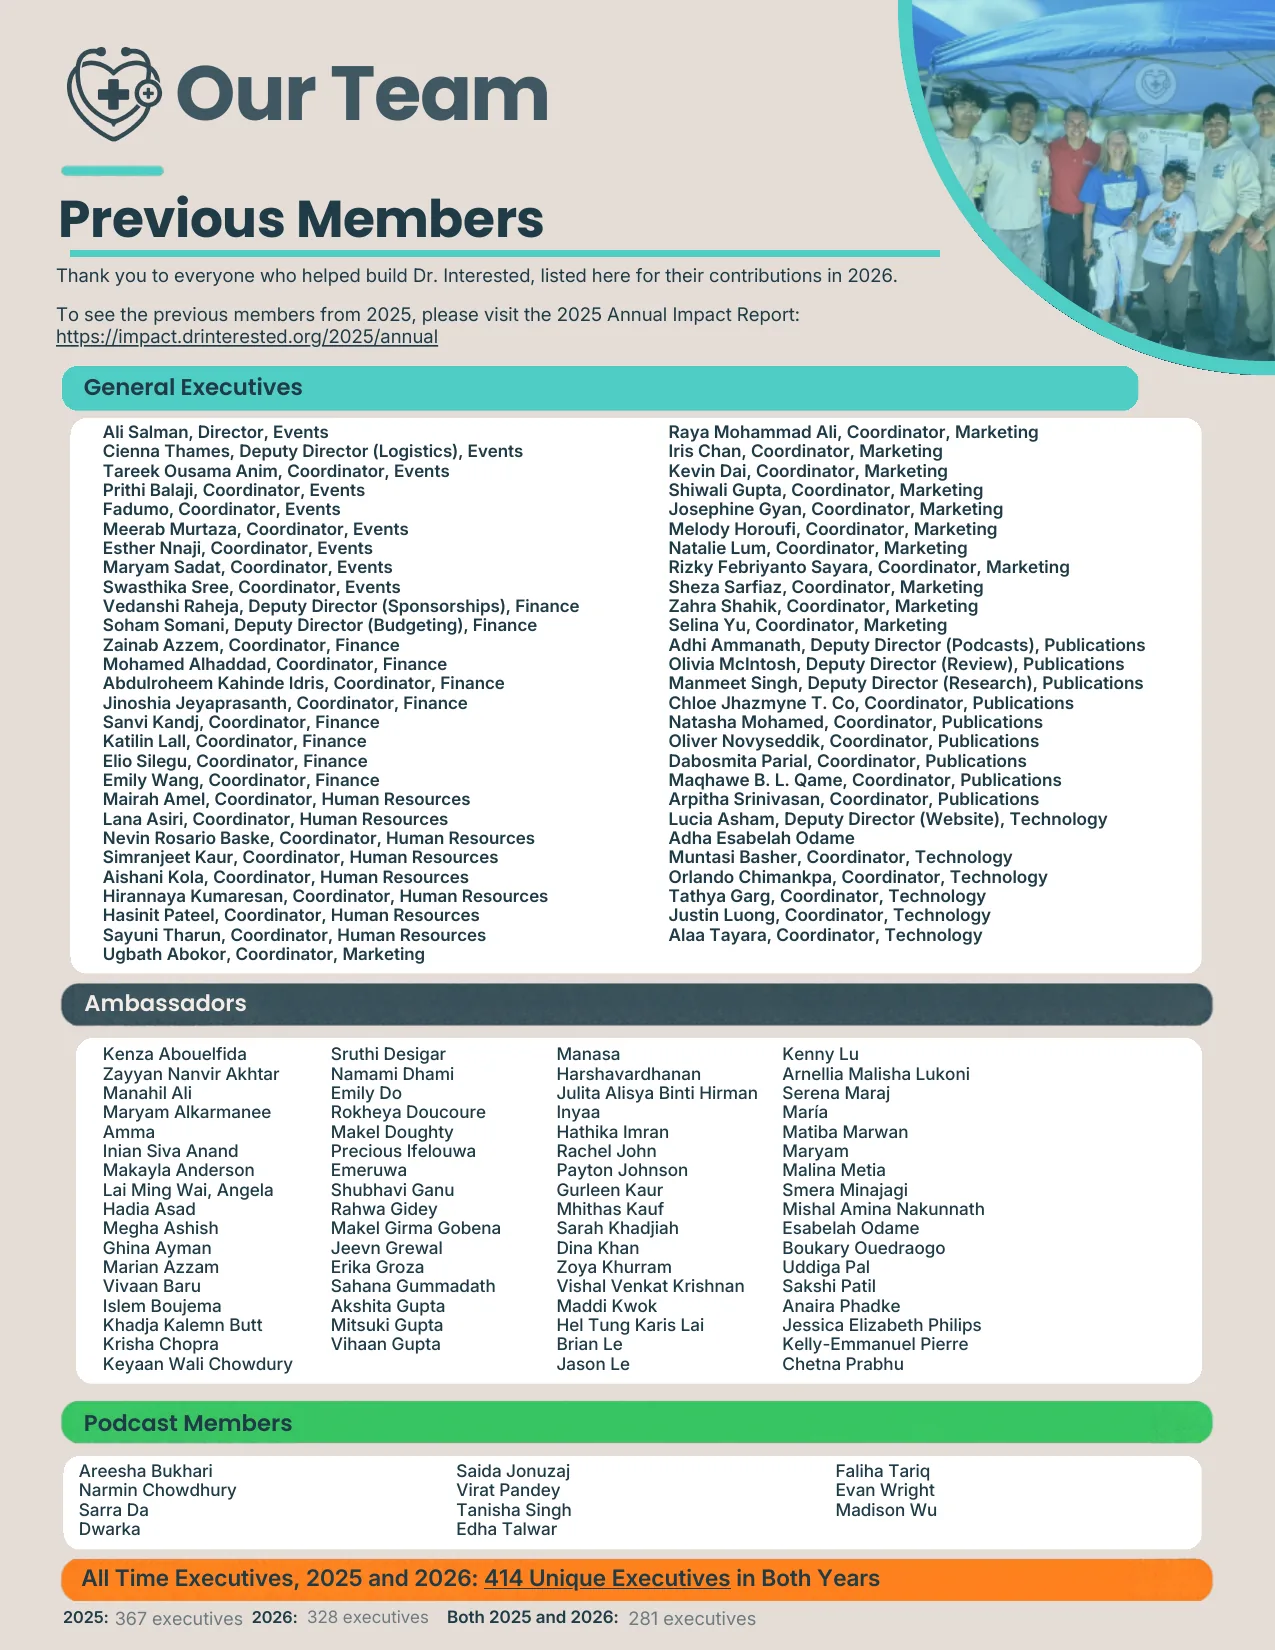 Our Team
Previous Members
Thank you to everyone who helped build Dr. Interested, listed here for their contributions in 2026.
To see the previous members from 2025, please visit the 2025 Annual Impact Report:
https://impact.drinterested.org/2025/annual
General Executives
Ali Salman, Director, Events
Cienna Thames, Deputy Director (Logistics), Events
Tareek Ousama Anim, Coordinator, Events
Prithi Balaji, Coordinator, Events
Fadumo, Coordinator, Events
Meerab Murtaza, Coordinator, Events
Esther Nnaji, Coordinator, Events
Maryam Sadat, Coordinator, Events
Swasthika Sree, Coordinator, Events
Vedanshi Raheja, Deputy Director (Sponsorships), Finance
Soham Somani, Deputy Director (Budgeting), Finance
Zainab Azzem, Coordinator, Finance
Mohamed Alhaddad, Coordinator, Finance
Abdulroheem Kahinde Idris, Coordinator, Finance
Jinoshia Jeyaprasanth, Coordinator, Finance
Sanvi Kandj, Coordinator, Finance
Katilin Lall, Coordinator, Finance
Elio Silegu, Coordinator, Finance
Emily Wang, Coordinator, Finance
Mairah Amel, Coordinator, Human Resources
Lana Asiri, Coordinator, Human Resources
Nevin Rosario Baske, Coordinator, Human Resources
Simranjeet Kaur, Coordinator, Human Resources
Aishani Kola, Coordinator, Human Resources
Hirannaya Kumaresan, Coordinator, Human Resources
Hasinit Pateel, Coordinator, Human Resources
Sayuni Tharun, Coordinator, Human Resources
Ugbath Abokor, Coordinator, Marketing
Raya Mohammad Ali, Coordinator, Marketing
Iris Chan, Coordinator, Marketing
Kevin Dai, Coordinator, Marketing
Shiwali Gupta, Coordinator, Marketing
Josephine Gyan, Coordinator, Marketing
Melody Horoufi, Coordinator, Marketing
Natalie Lum, Coordinator, Marketing
Rizky Febriyanto Sayara, Coordinator, Marketing
Sheza Sarfiaz, Coordinator, Marketing
Zahra Shahik, Coordinator, Marketing
Selina Yu, Coordinator, Marketing
Adhi Ammanath, Deputy Director (Podcasts), Publications
Olivia McIntosh, Deputy Director (Review), Publications
Manmeet Singh, Deputy Director (Research), Publications
Chloe Jhazmyne T. Co, Coordinator, Publications
Natasha Mohamed, Coordinator, Publications
Oliver Novyseddik, Coordinator, Publications
Dabosmita Parial, Coordinator, Publications
Maqhawe B. L. Qame, Coordinator, Publications
Arpitha Srinivasan, Coordinator, Publications
Lucia Asham, Deputy Director (Website), Technology
Adha Esabelah Odame
Muntasi Basher, Coordinator, Technology
Orlando Chimankpa, Coordinator, Technology
Tathya Garg, Coordinator, Technology
Justin Luong, Coordinator, Technology
Alaa Tayara, Coordinator, Technology
Ambassadors
Kenza Abouelfida
Zayyan Nanvir Akhtar
Manahil Ali
Maryam Alkarmanee
Amma
Inian Siva Anand
Makayla Anderson
Lai Ming Wai, Angela
Hadia Asad
Megha Ashish
Ghina Ayman
Marian Azzam
Vivaan Baru
Islem Boujema
Khadja Kalemn Butt
Krisha Chopra
Keyaan Wali Chowdury
Sruthi Desigar
Namami Dhami
Emily Do
Rokheya Doucoure
Makel Doughty
Precious Ifelouwa
Emeruwa
Shubhavi Ganu
Rahwa Gidey
Makel Girma Gobena
Jeevn Grewal
Erika Groza
Sahana Gummadath
Akshita Gupta
Mitsuki Gupta
Vihaan Gupta
Manasa
Harshavardhanan
Julita Alisya Binti Hirman
Inyaa
Hathika Imran
Rachel John
Payton Johnson
Gurleen Kaur
Mhithas Kauf
Sarah Khadjiah
Dina Khan
Zoya Khurram
Vishal Venkat Krishnan
Maddi Kwok
Hel Tung Karis Lai
Brian Le
Jason Le
Kenny Lu
Arnellia Malisha Lukoni
Serena Maraj
María
Matiba Marwan
Maryam
Malina Metia
Smera Minajagi
Mishal Amina Nakunnath
Esabelah Odame
Boukary Ouedraogo
Uddiga Pal
Sakshi Patil
Anaira Phadke
Jessica Elizabeth Philips
Kelly-Emmanuel Pierre
Chetna Prabhu
Podcast Members
Areesha Bukhari
Narmin Chowdhury
Sarra Da
Dwarka
Saida Jonuzaj
Virat Pandey
Tanisha Singh
Edha Talwar
Faliha Tariq
Evan Wright
Madison Wu
All Time Executives, 2025 and 2026: 414 Unique Executives in Both Years
2025: 367 executives 2026: 328 executives Both 2025 and 2026: 281 executives